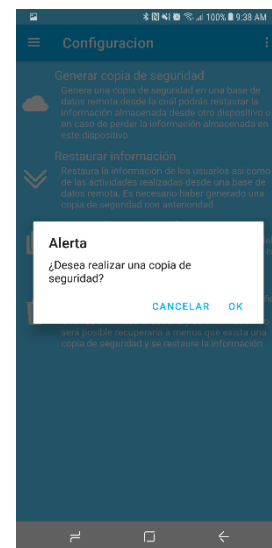 100% 9:38 AM
Configuracion
Generar copia de seguridad
Genere una copia de seguridad en una base de
datos remota desde la cuál podrás restaurar la
información almacenada desde otro dispositivo o
en caso de perder la información almacenada en
este dispositivo
Restaurar información
Restaura la información de los usuarios asi como
de las actividades realizadas desde una base de
datos remota. Es necesario haber generado una
copia de seguridad con anterioridad
Alerta
¿Desea realizar una copia de
seguridad?
CANCELAR OK
será posible recuperarla a menos que exista una
copia de seguridad y se restaure la información